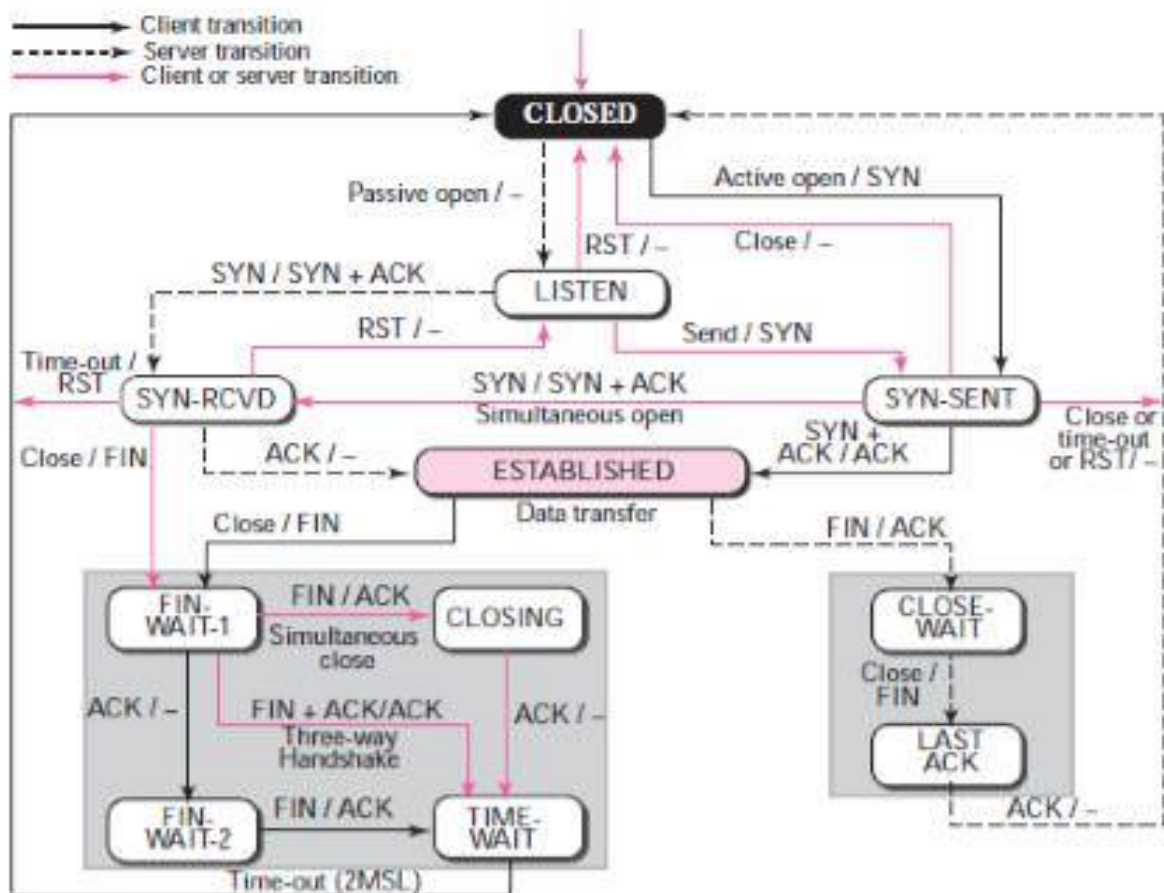 Client transition
Server transition
Client or server transition
CLOSED
Active open / SYN
Passive open / –
RST / –
Close / –
SYN / SYN + ACK
LISTEN
RST / –
Send / SYN
Time-out /
RST
SYN-RCVD
SYN / SYN + ACK
Simultaneous open
SYN-SENT
Close or
time-out
or RST/ –
Close / FIN
ACK / –
SYN +
ACK / ACK
ESTABLISHED
Data transfer
Close / FIN
FIN / ACK
FIN-
WAIT-1
FIN / ACK
Simultaneous
close
CLOSING
CLOSE-
WAIT
Close /
FIN
ACK / –
FIN + ACK/ACK
Three-way
Handshake
ACK / –
LAST
ACK
FIN-
WAIT-2
FIN / ACK
TIME-
WAIT
ACK / –
Time-out (2MSL)